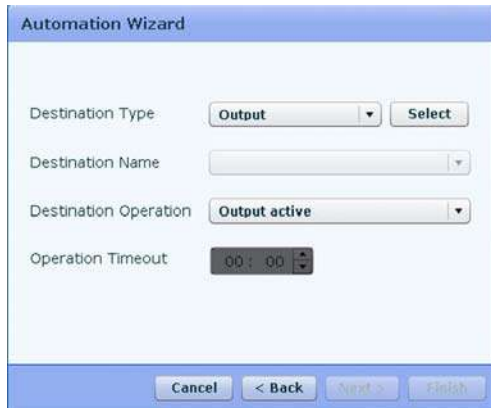 Automation Wizard
Destination Type Output Select
Destination Name
Destination Operation Output active
Operation Timeout 00 : 00
Cancel < Back Next > Finish